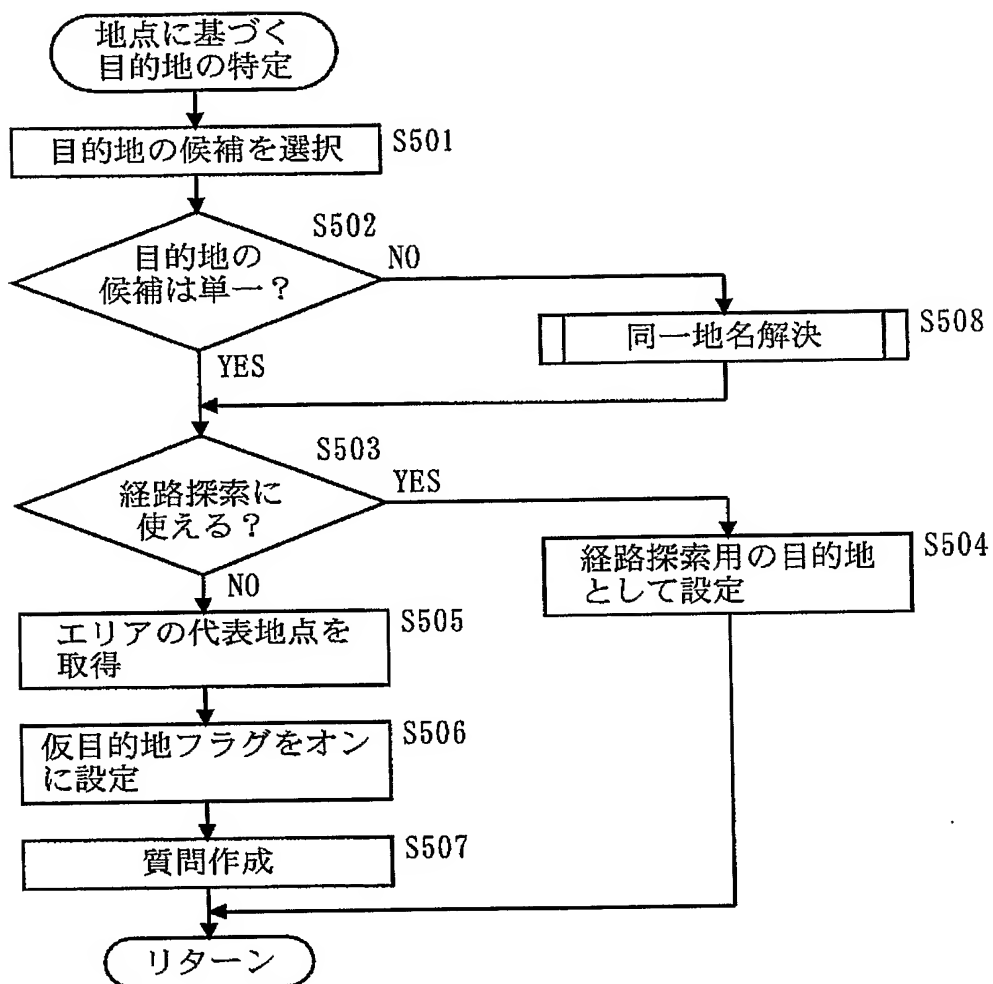 地点に基づく
目的地の特定
目的地の候補を選択
S501
S502
目的地の
候補は単一？
NO
YES
同一地名解決
S508
S503
経路探索に
使える？
YES
NO
経路探索用の目的地
として設定
S504
エリアの代表地点を
取得
S505
仮目的地フラグをオン
に設定
S506
質問作成
S507
リターン